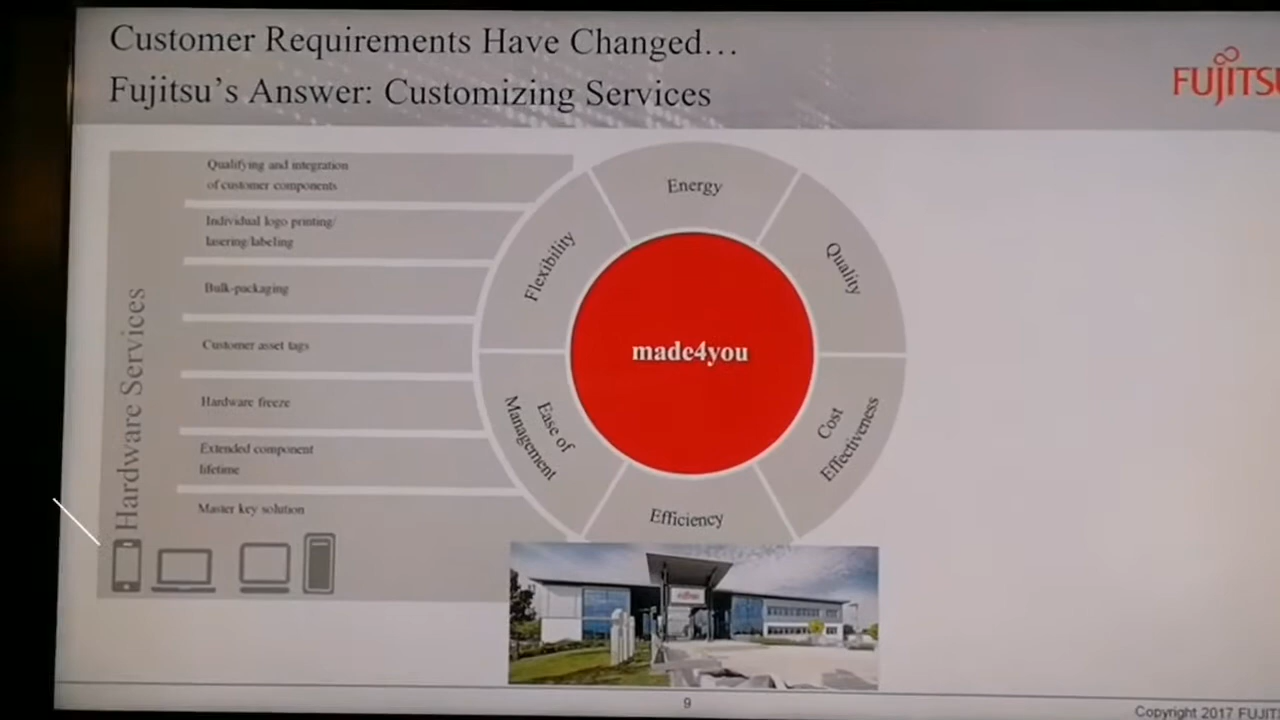 Customer Requirements Have Changed…
Fujitsu's Answer: Customizing Services
FUJITSU
Hardware Services
Qualifying and integration
of customer components
Individual logo printing/
lasering/labeling
Bulk-packaging
Customer asset tags
Hardware freeze
Extended component
lifetime
Master key solution
Energy
Quality
Cost
Effectiveness
Efficiency
Ease of
Management
Flexibility
made4you
9
Copyright 2017 FUJIT